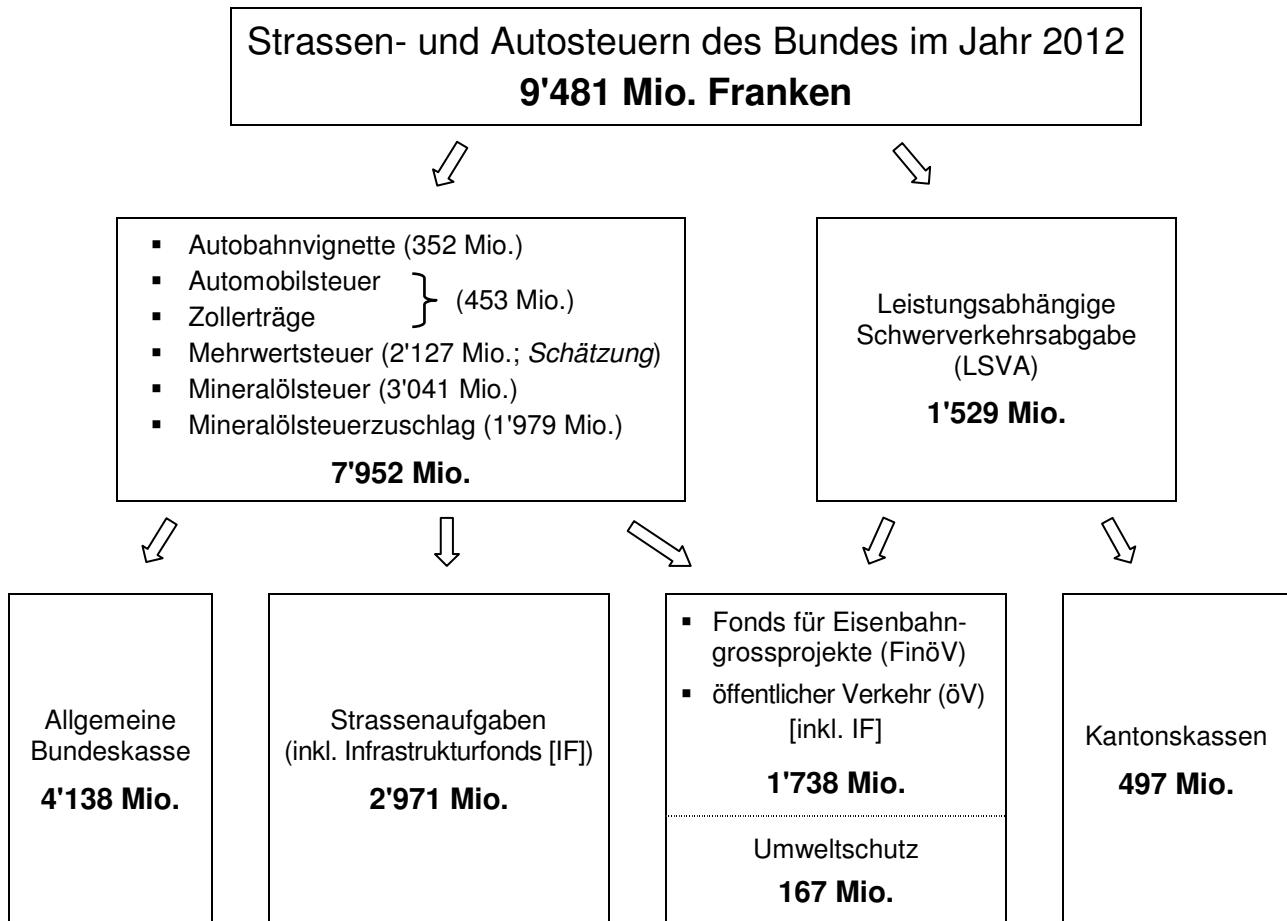 Strassen- und Autosteuern des Bundes im Jahr 2012
9'481 Mio. Franken
▪ Autobahnvignette (352 Mio.)
▪ Automobilsteuer
▪ Zollerträge
(453 Mio.)
▪ Mehrwertsteuer (2'127 Mio.; Schätzung)
▪ Mineralölsteuer (3'041 Mio.)
▪ Mineralölsteuerzuschlag (1'979 Mio.)
7'952 Mio.
Leistungsabhängige
Schwerverkehrsabgabe
(LSVA)
1'529 Mio.
Allgemeine
Bundeskasse
4'138 Mio.
Strassenaufgaben
(inkl. Infrastrukturfonds [IF])
2'971 Mio.
▪ Fonds für Eisenbahn-
grossprojekte (FinöV)
▪ öffentlicher Verkehr (öV)
[inkl. IF]
1'738 Mio.
Umweltschutz
167 Mio.
Kantonskassen
497 Mio.